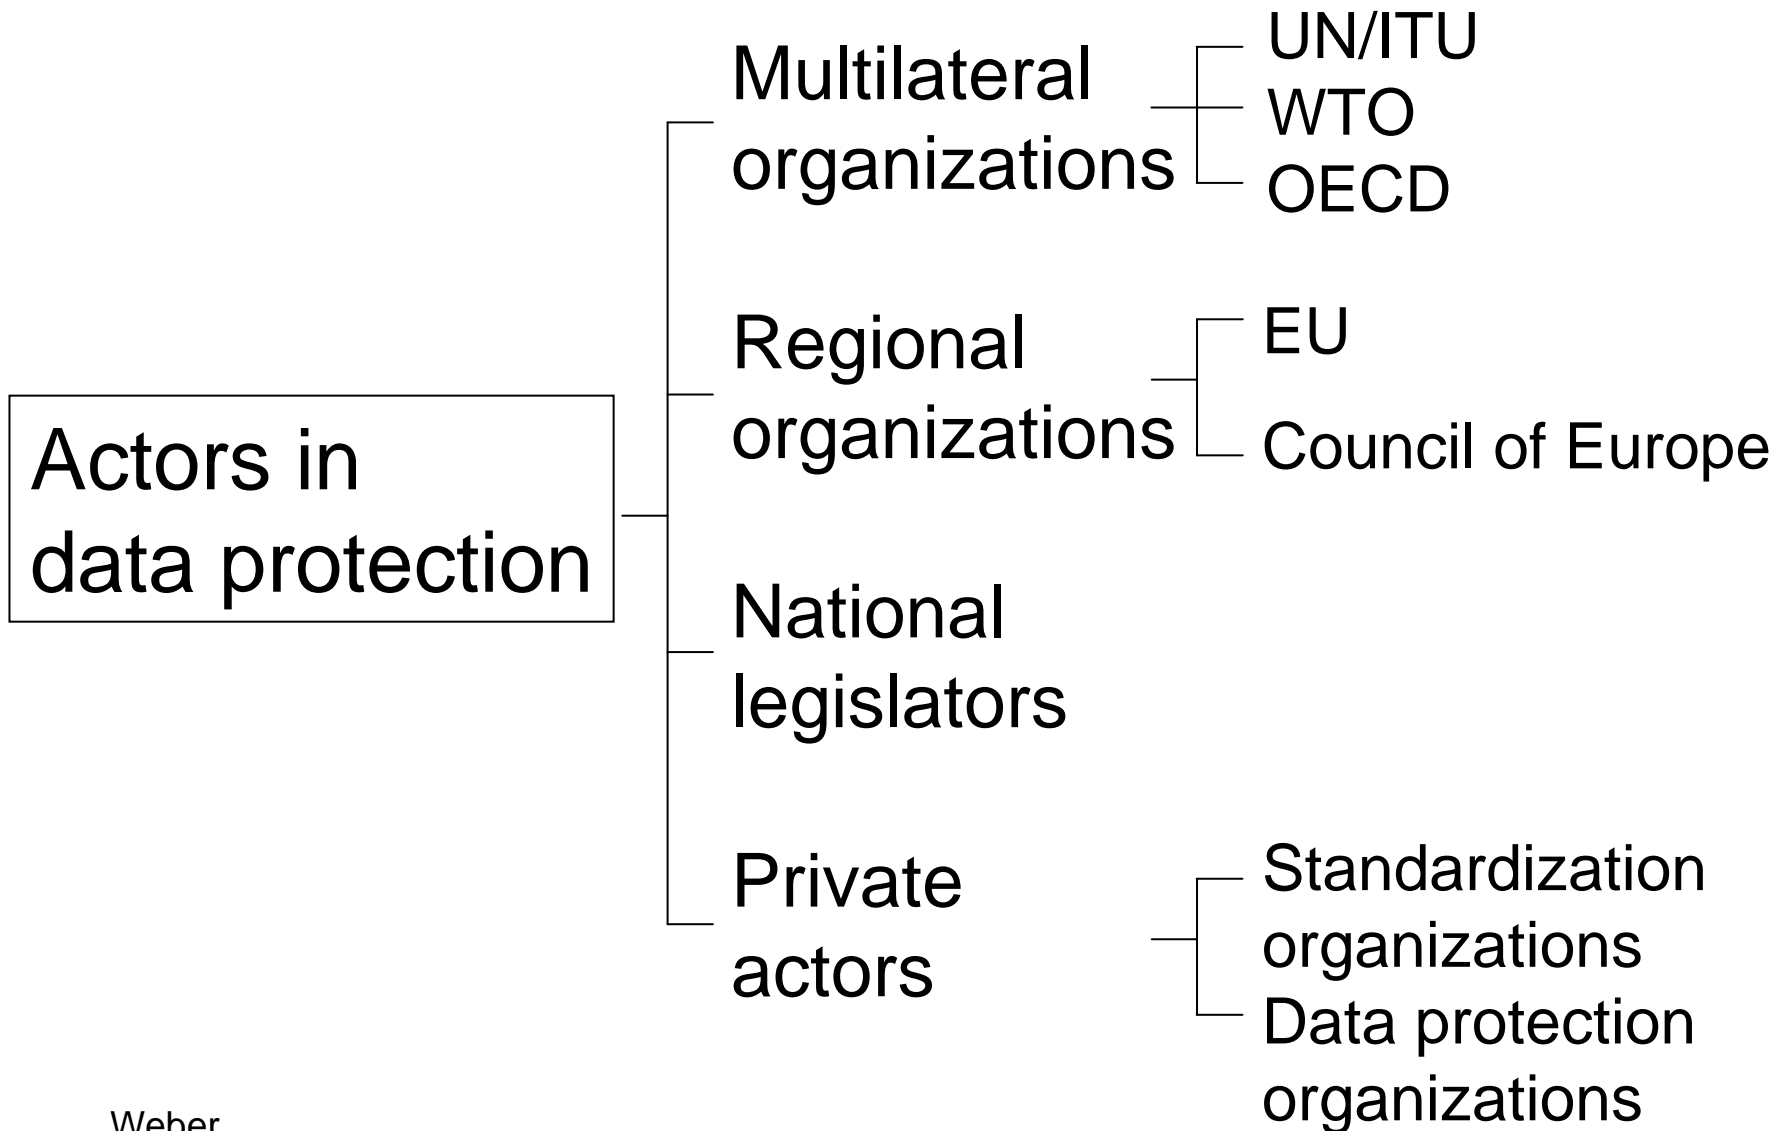 Actors in
data protection
Multilateral
organizations
UN/ITU
WTO
OECD
Regional
organizations
EU
Council of Europe
National
legislators
Private
actors
Standardization
organizations
Data protection
organizations
Weber